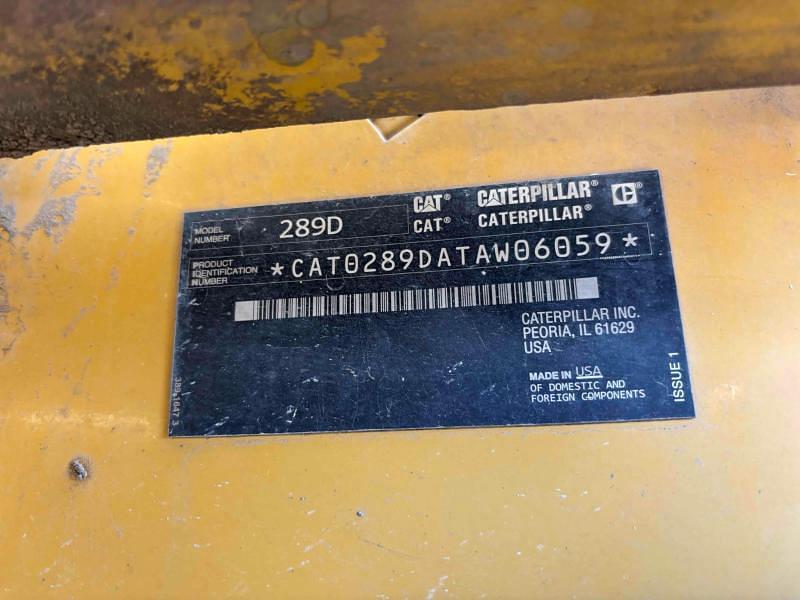 MODEL NUMBER 289D CAT® CATERPILLAR® C®
CAT® CATERPILLAR®
PRODUCT IDENTIFICATION NUMBER *CAT0289DATAW06059*
CATERPILLAR INC.
PEORIA, IL 61629
USA
MADE IN USA
OF DOMESTIC AND
FOREIGN COMPONENTS
ISSUE 1